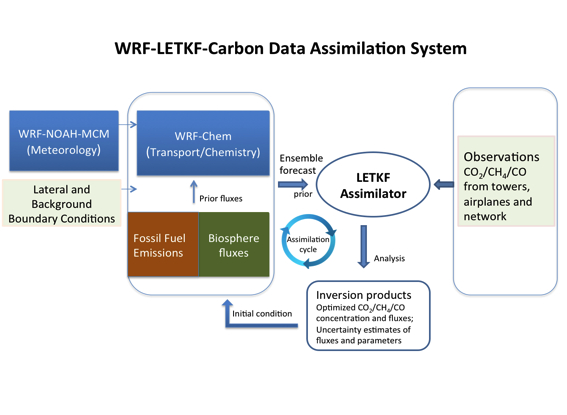 WRF-LETKF-Carbon Data Assimilation System
WRF-NOAH-MCM
(Meteorology)
WRF-Chem
(Transport/Chemistry)
Lateral and
Background
Boundary Conditions
Prior fluxes
Fossil Fuel
Emissions
Biosphere
fluxes
Ensemble
forecast
prior
LETKF
Assimilator
Observations
CO₂/CH₄/CO
from towers,
airplanes and
network
Assimilation
cycle
Analysis
Inversion products
Optimized CO₂/CH₄/CO
concentration and fluxes;
Uncertainty estimates of
fluxes and parameters
Initial condition